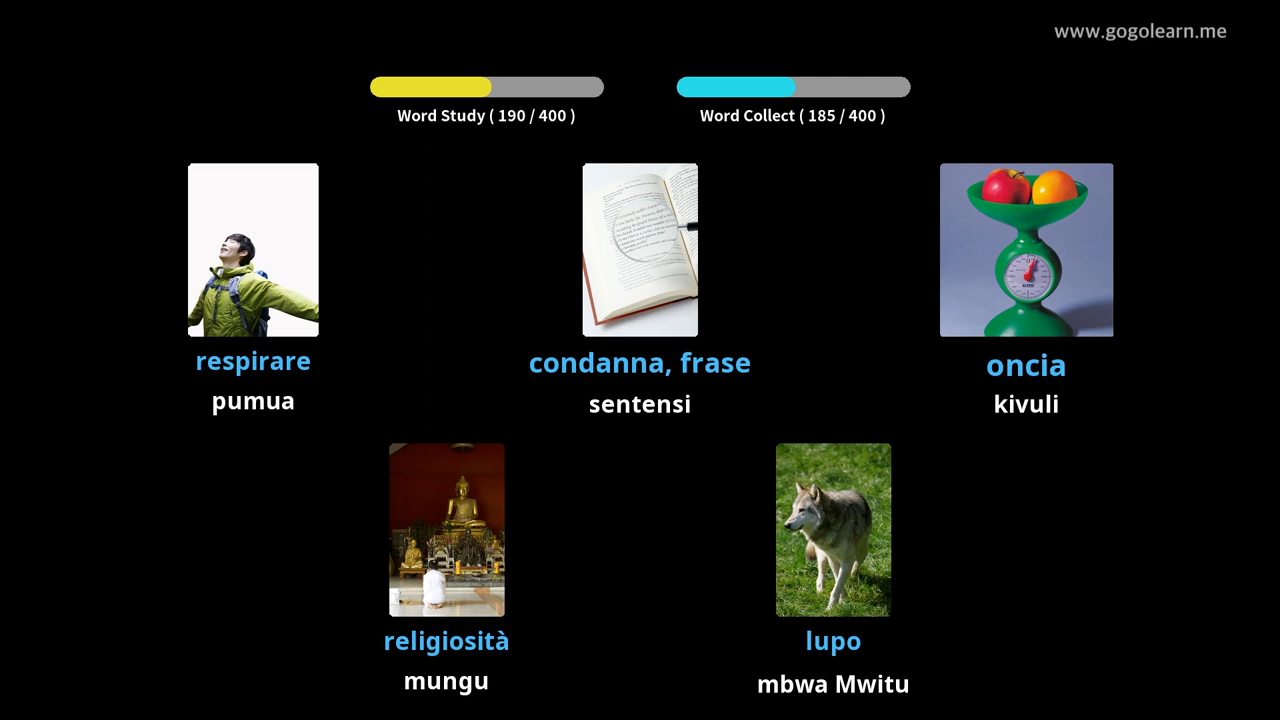 www.gogolearn.me
Word Study ( 190 / 400 )
Word Collect ( 185 / 400 )
respirare
pumua
condanna, frase
sentensi
oncia
kivuli
religiosità
mungu
lupo
mbwa Mwitu